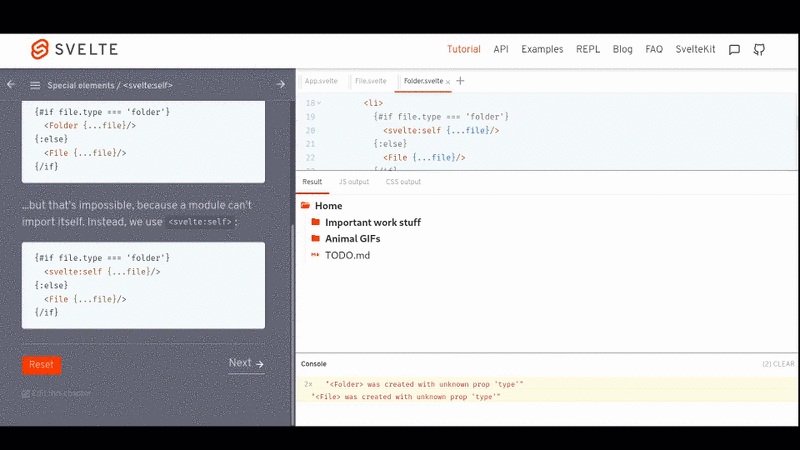 SVELTE
Tutorial API Examples REPL Blog FAQ SvelteKit
Special elements / <svelte:self>
{#if file.type === 'folder'}
<Folder {...file}/>
{:else}
<File {...file}/>
{/if}
...but that's impossible, because a module can't
import itself. Instead, we use <svelte:self>:
{#if file.type === 'folder'}
<svelte:self {...file}/>
{:else}
<File {...file}/>
{/if}
Reset
Next
Edit this chapter
App.svelte File.svelte Folder.svelte
18 <li>
19 {#if file.type === 'folder'}
20 <svelte:self {...file}/>
21 {:else}
22 <File {...file}/>
Result JS output CSS output
Home
Important work stuff
Animal GIFs
TODO.md
Console (2) CLEAR
2x "<Folder> was created with unknown prop 'type'"
"<File> was created with unknown prop 'type'"